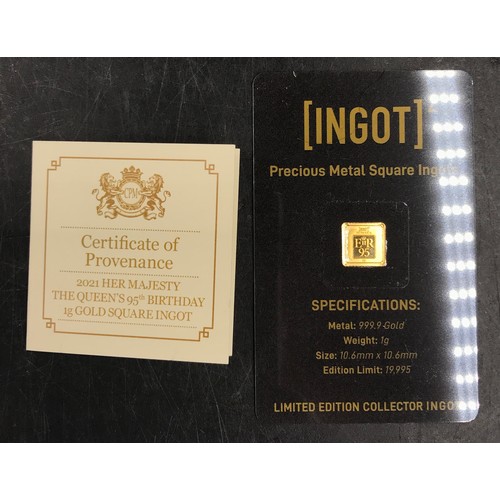 CPM
Certificate of
Provenance
2021 HER MAJESTY
THE QUEEN'S 95th BIRTHDAY
1g GOLD SQUARE INGOT
[INGOT]
Precious Metal Square Ingot
EIIR
95
SPECIFICATIONS:
Metal: 999.9 Gold
Weight: 1g
Size: 10.6mm x 10.6mm
Edition Limit: 19,995
LIMITED EDITION COLLECTOR INGOT